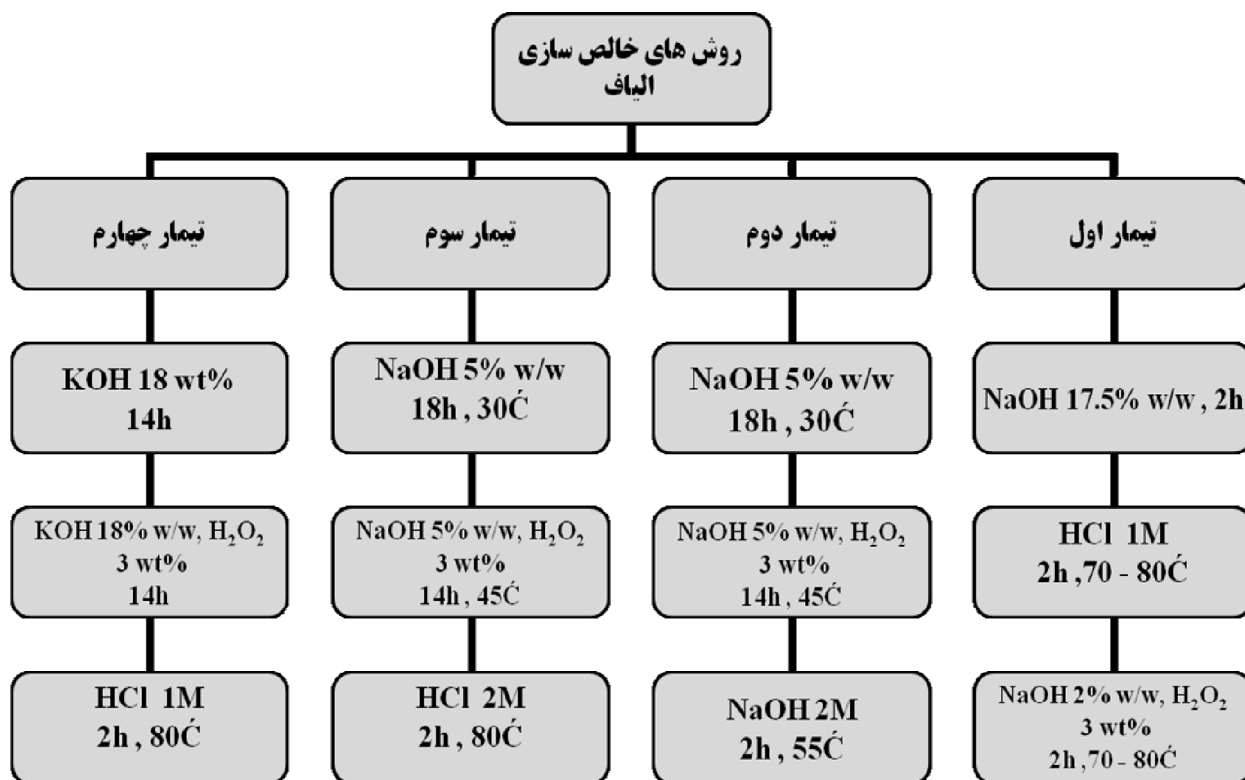 روش های خالص سازی
الیاف
تیمار اول
تیمار دوم
تیمار سوم
تیمار چهارم
NaOH 17.5% w/w , 2h
NaOH 5% w/w
18h , 30Ć
NaOH 5% w/w
18h , 30Ć
KOH 18 wt%
14h
HCl 1M
2h ,70 - 80Ć
NaOH 5% w/w, H₂O₂
3 wt%
14h , 45Ć
NaOH 5% w/w, H₂O₂
3 wt%
14h , 45Ć
KOH 18% w/w, H₂O₂
3 wt%
14h
NaOH 2% w/w, H₂O₂
3 wt%
2h ,70 - 80Ć
NaOH 2M
2h , 55Ć
HCl 2M
2h , 80Ć
HCl 1M
2h , 80Ć